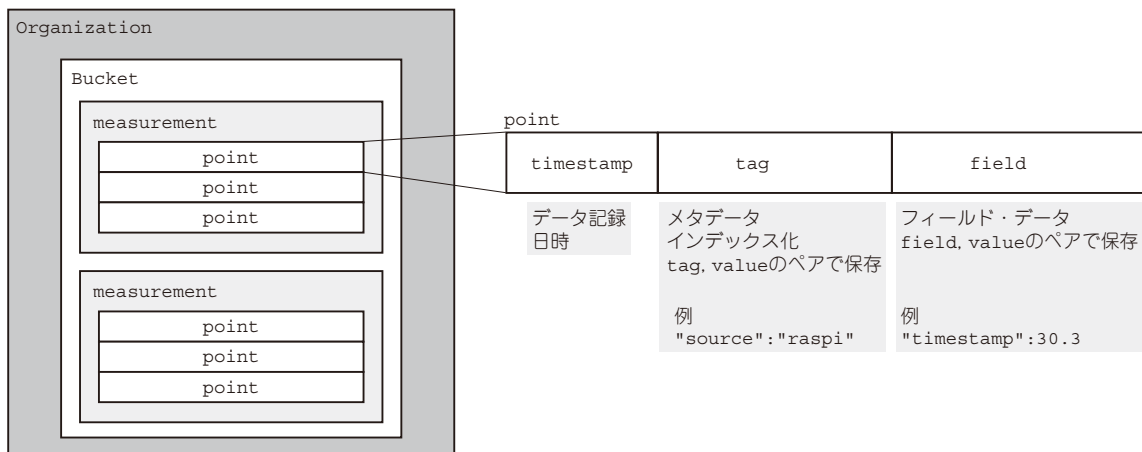 Organization
Bucket
measurement
point
point
point
measurement
point
point
point
point
timestamp
tag
field
データ記録
日時
メタデータ
インデックス化
tag, valueのペアで保存
例
"source":"raspi"
フィールド・データ
field, valueのペアで保存
例
"timestamp":30.3